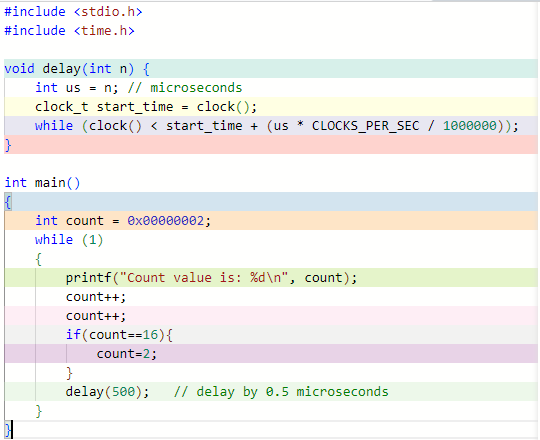 #include <stdio.h>
#include <time.h>
void delay(int n) {
int us = n; // microseconds
clock_t start_time = clock();
while (clock() < start_time + (us * CLOCKS_PER_SEC / 1000000));
}
int main()
{
int count = 0x00000002;
while (1)
{
printf("Count value is: %d\n", count);
count++;
count++;
if(count==16){
count=2;
}
delay(500);   // delay by 0.5 microseconds
}
}